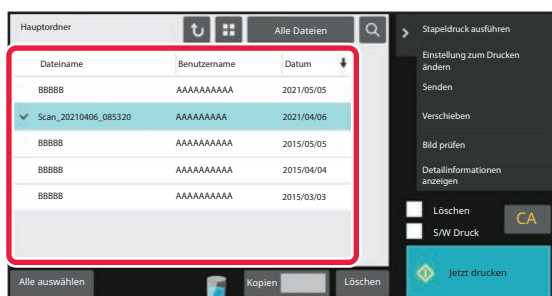 Hauptordner
Alle Dateien
Dateiname Benutzername Datum
BBBBB AAAAAAAAAA 2021/05/05
Scan_20210406_085320 AAAAAAAAA 2021/04/06
BBBBB AAAAAAAAAA 2015/05/05
BBBBB AAAAAAAAAA 2015/04/04
BBBBB AAAAAAAAAA 2015/03/03
Alle auswählen
Kopien
Löschen
Stapeldruck ausführen
Einstellung zum Drucken
ändern
Senden
Verschieben
Bild prüfen
Detailinformationen
anzeigen
Löschen
S/W Druck
CA
Jetzt drucken